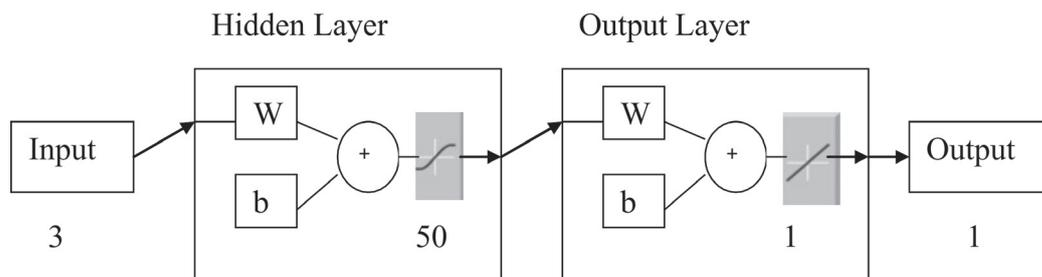 Hidden Layer
Output Layer
Input
W
+
b
W
+
b
Output
3
50
1
1